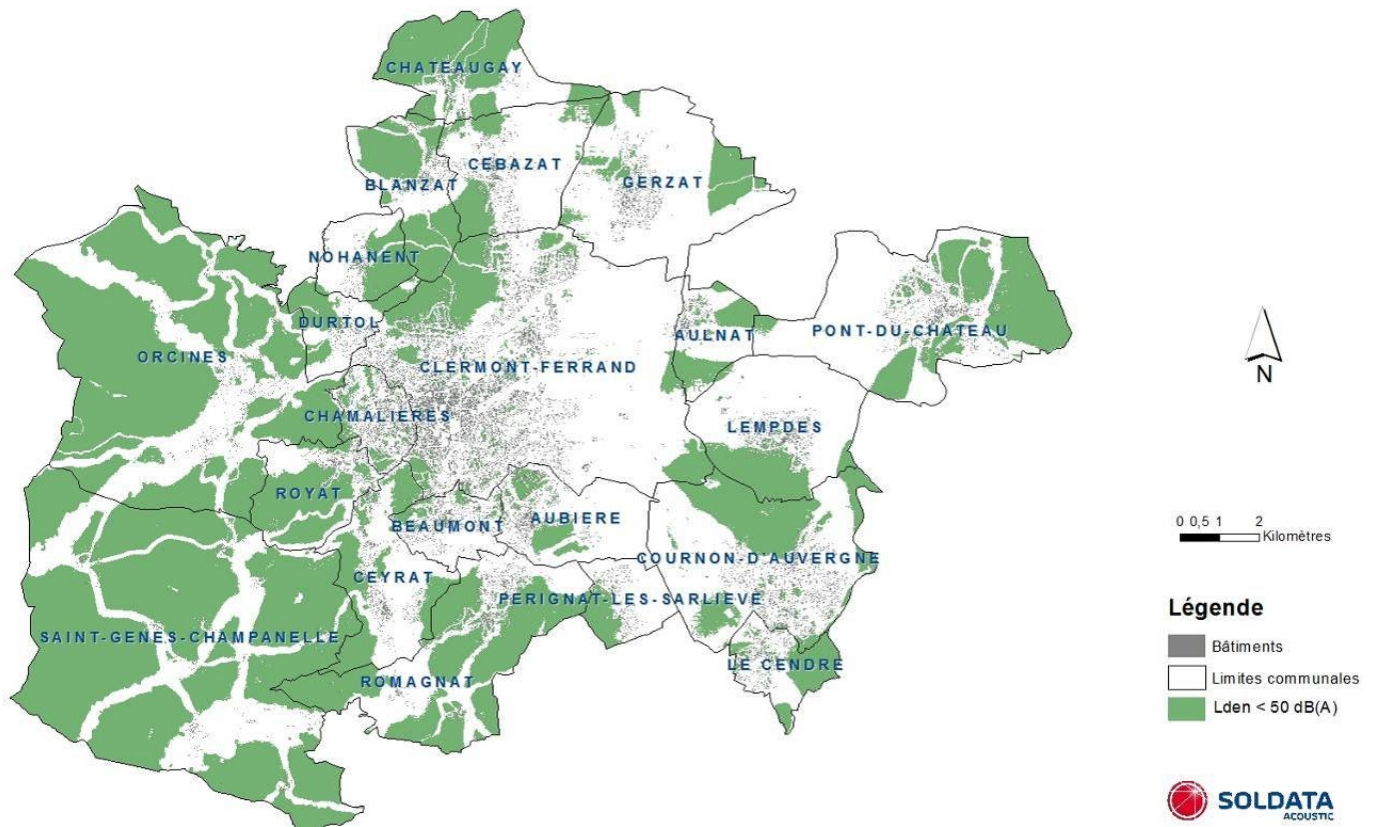 CHATEAUGAY
CEBAZAT
GERZAT
BLANZAT
NOHANENT
DURTOL
ORCINES
AULNAT
PONT-DU-CHATEAU
CLERMONT-FERRAND
CHAMALIERES
LEMPDES
ROYAT
BEAUMONT
AUBIERE
COURNON-D'AUVERGNE
CEYRAT
PERIGNAT-LES-SARLIEVE
SAINT-GENES-CHAMPANELLE
LE CENDRE
ROMAGNAT
N
0 0,5 1 2
Kilomètres
Légende
Bâtiments
Limites communales
Lden < 50 dB(A)
SOLDATA
ACOUSTIC